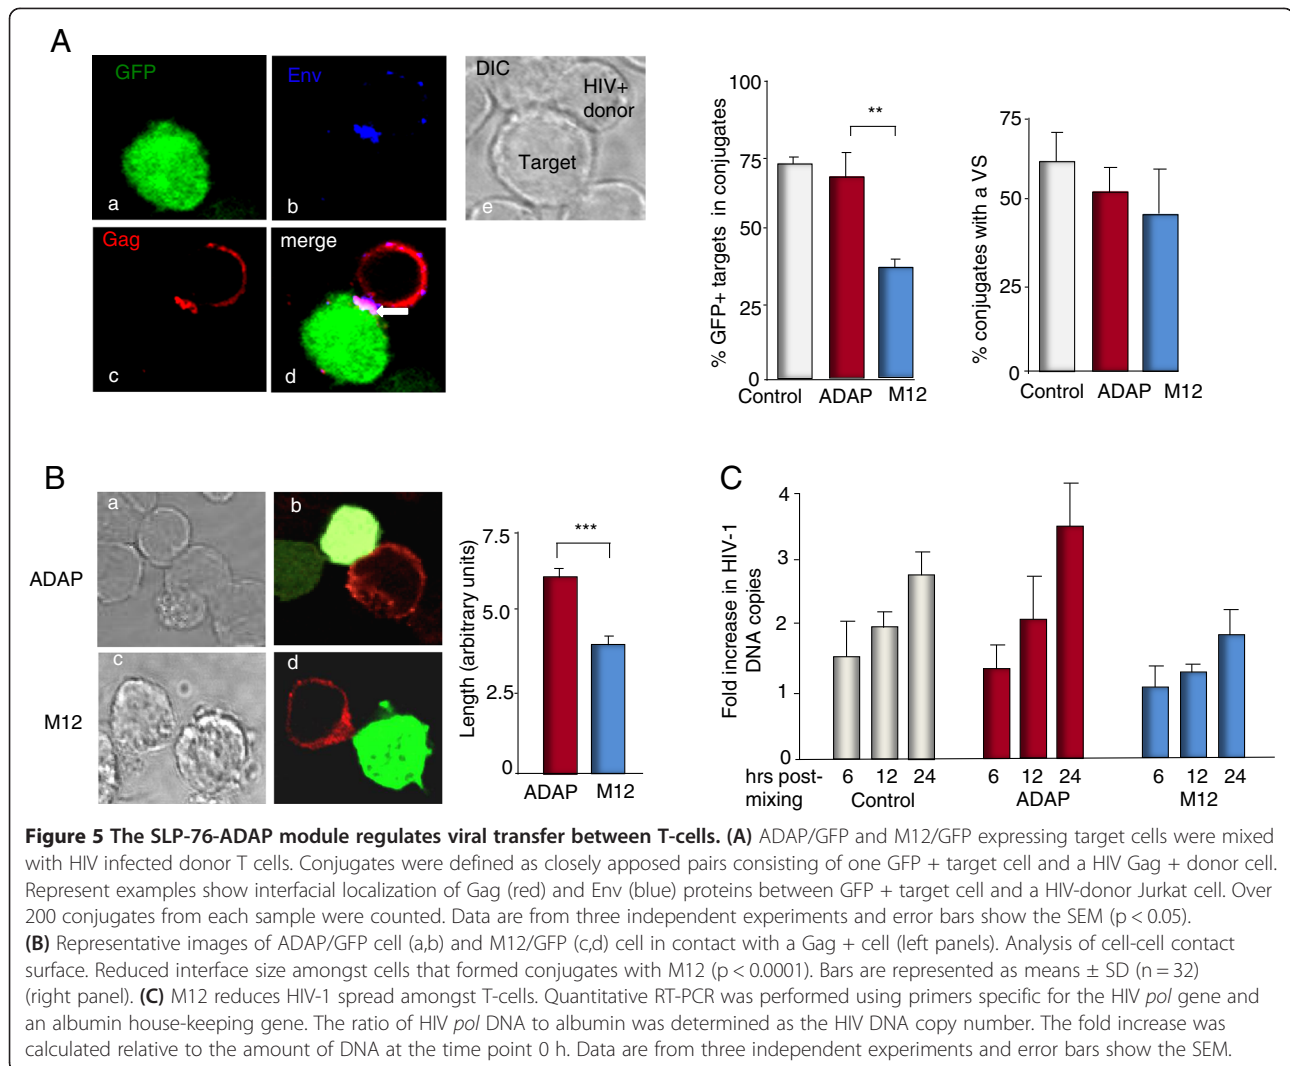 A
GFP
a
Env
b
DIC
HIV+
donor
Target
e
Gag
c
merge
d
% GFP+ targets in conjugates
100
75
50
25
0
**
Control
ADAP
M12
% conjugates with a VS
75
50
25
0
Control
ADAP
M12
B
ADAP
M12
a
b
c
d
Length (arbitrary units)
7.5
5.0
2.5
0
***
ADAP
M12
C
Fold increase in HIV-1
DNA copies
4
3
2
1
0
hrs post-
mixing
6 12 24
Control
6 12 24
ADAP
6 12 24
M12
Figure 5 The SLP-76-ADAP module regulates viral transfer between T-cells. (A) ADAP/GFP and M12/GFP expressing target cells were mixed
with HIV infected donor T cells. Conjugates were defined as closely apposed pairs consisting of one GFP + target cell and a HIV Gag + donor cell.
Represent examples show interfacial localization of Gag (red) and Env (blue) proteins between GFP + target cell and a HIV-donor Jurkat cell. Over
200 conjugates from each sample were counted. Data are from three independent experiments and error bars show the SEM (p < 0.05).
(B) Representative images of ADAP/GFP cell (a,b) and M12/GFP (c,d) cell in contact with a Gag + cell (left panels). Analysis of cell-cell contact
surface. Reduced interface size amongst cells that formed conjugates with M12 (p < 0.0001). Bars are represented as means ± SD (n = 32)
(right panel). (C) M12 reduces HIV-1 spread amongst T-cells. Quantitative RT-PCR was performed using primers specific for the HIV pol gene and
an albumin house-keeping gene. The ratio of HIV pol DNA to albumin was determined as the HIV DNA copy number. The fold increase was
calculated relative to the amount of DNA at the time point 0 h. Data are from three independent experiments and error bars show the SEM.